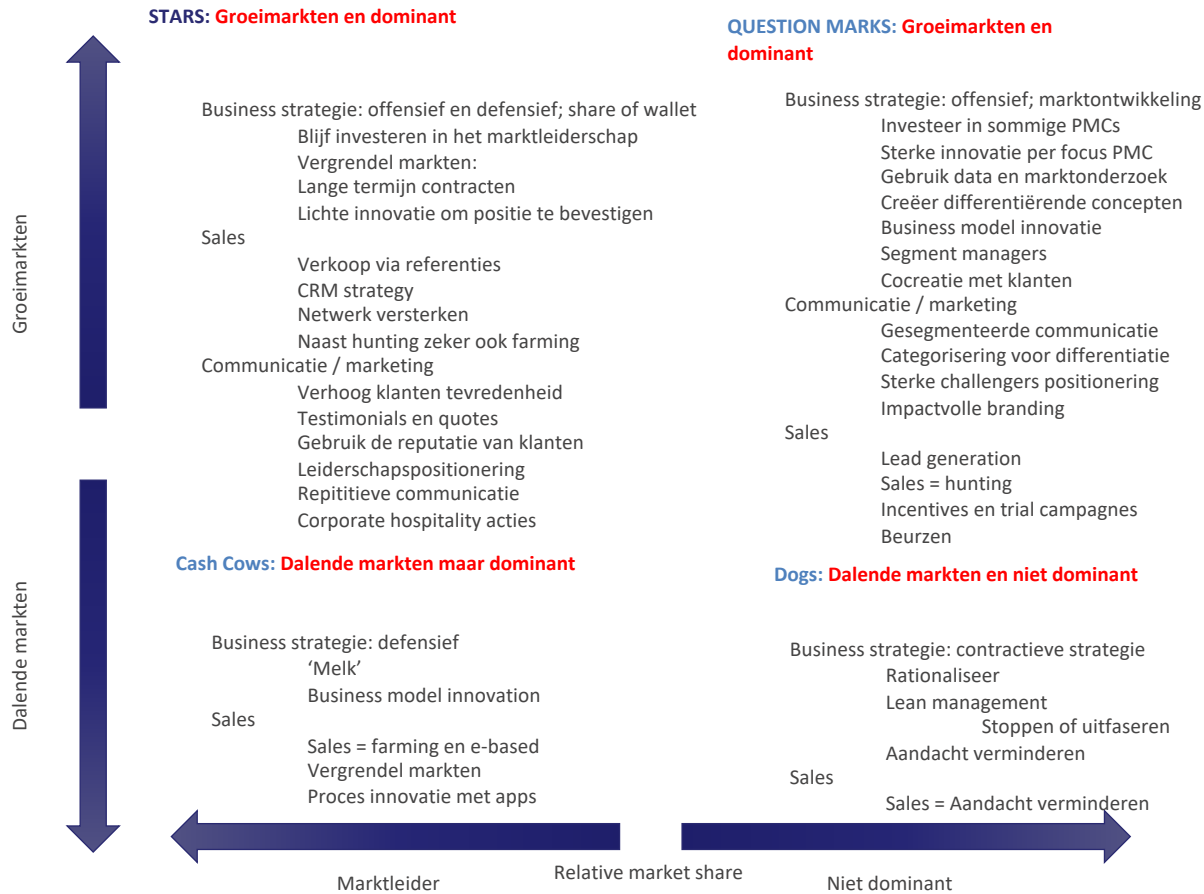 STARS: Groeimarkten en dominant
Business strategie: offensief en defensief; share of wallet
Blijf investeren in het marktleiderschap
Vergrendel markten:
Lange termijn contracten
Lichte innovatie om positie te bevestigen
Sales
Verkoop via referenties
CRM strategy
Netwerk versterken
Naast hunting zeker ook farming
Communicatie / marketing
Verhoog klanten tevredenheid
Testimonials en quotes
Gebruik de reputatie van klanten
Leiderschapspositionering
Repititieve communicatie
Corporate hospitality acties
QUESTION MARKS: Groeimarkten en
dominant
Business strategie: offensief; marktontwikkeling
Investeer in sommige PMCs
Sterke innovatie per focus PMC
Gebruik data en marktonderzoek
Creëer differentiërende concepten
Business model innovatie
Segment managers
Cocreatie met klanten
Communicatie / marketing
Gesegmenteerde communicatie
Categorisering voor differentiatie
Sterke challengers positionering
Impactvolle branding
Sales
Lead generation
Sales = hunting
Incentives en trial campagnes
Beurzen
Groeimarkten
Cash Cows: Dalende markten maar dominant
Business strategie: defensief
‘Melk’
Business model innovation
Sales
Sales = farming en e-based
Vergrendel markten
Proces innovatie met apps
Dogs: Dalende markten en niet dominant
Business strategie: contractieve strategie
Rationaliseer
Lean management
Stoppen of uitfaseren
Aandacht verminderen
Sales
Sales = Aandacht verminderen
Dalende markten
Marktleider
Relative market share
Niet dominant